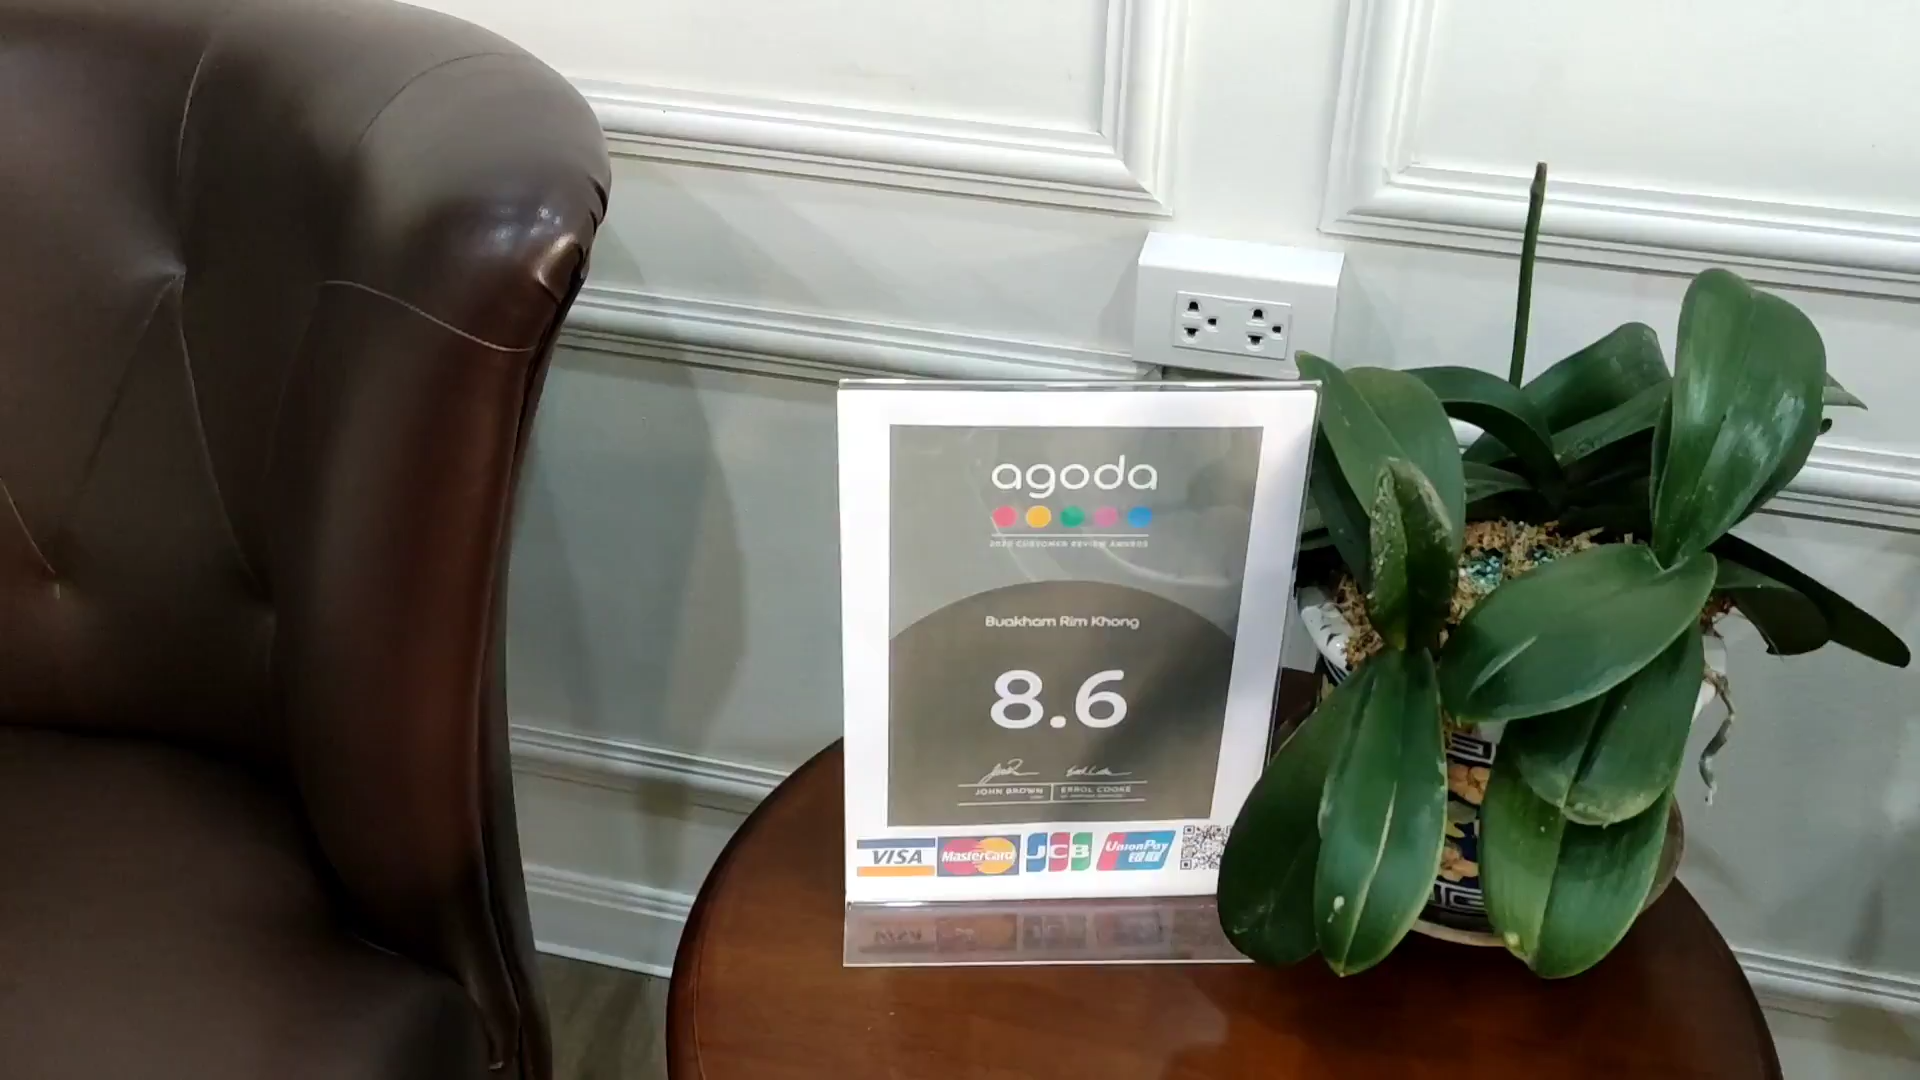 agoda
2020 CUSTOMER REVIEW AWARDS
Buakham Rim Khong
8.6
JOHN BROWN ERROL COOKE
VISA MasterCard JCB UnionPay 银联